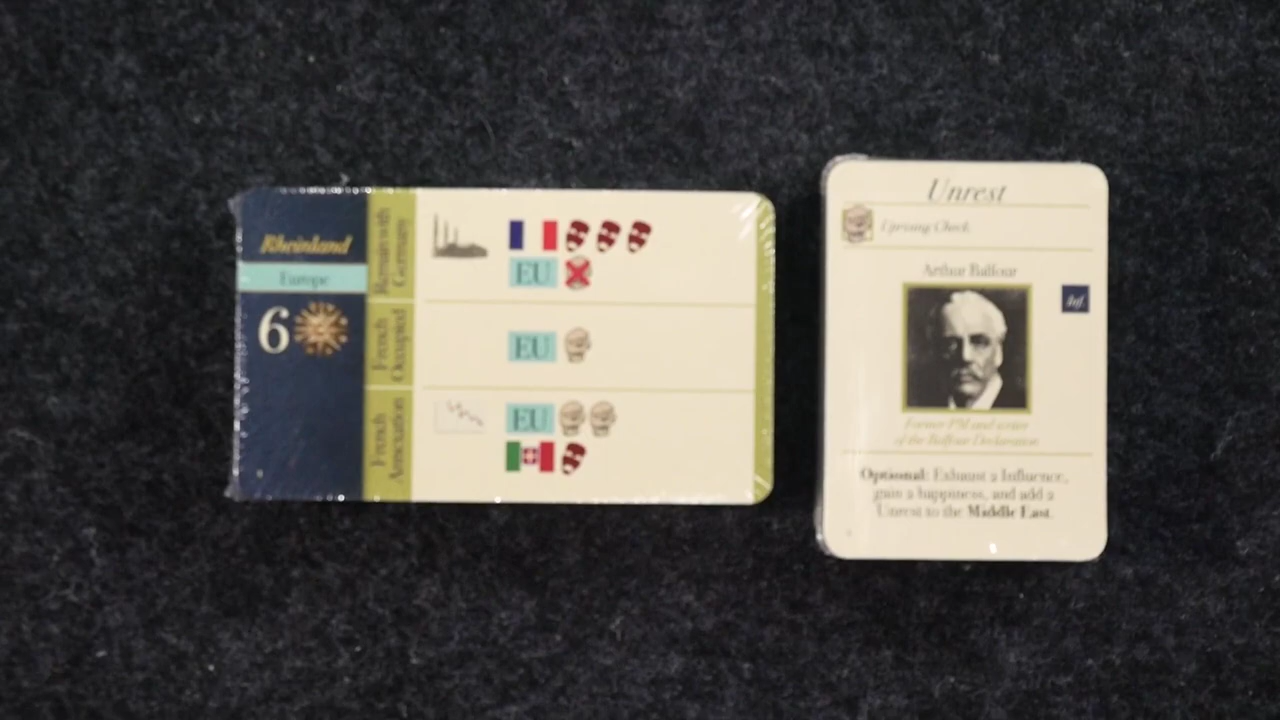 Rheinland
Europe
6
Remain with
Germany
EU
French
Occupied
EU
French
Annexation
EU
Unrest
Uprising Check
Arthur Balfour
Inf.
Former PM and writer
of the Balfour Declaration
Optional: Exhaust a Influence,
gain a happiness, and add a
Unrest to the Middle East.